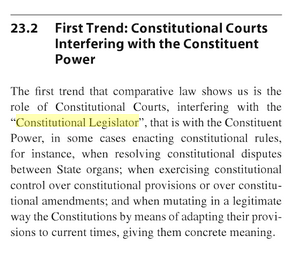 23.2 First Trend: Constitutional Courts
Interfering with the Constituent
Power
The first trend that comparative law shows us is the
role of Constitutional Courts, interfering with the
“Constitutional Legislator”, that is with the Constituent
Power, in some cases enacting constitutional rules,
for instance, when resolving constitutional disputes
between State organs; when exercising constitutional
control over constitutional provisions or over constitu-
tional amendments; and when mutating in a legitimate
way the Constitutions by means of adapting their provi-
sions to current times, giving them concrete meaning.